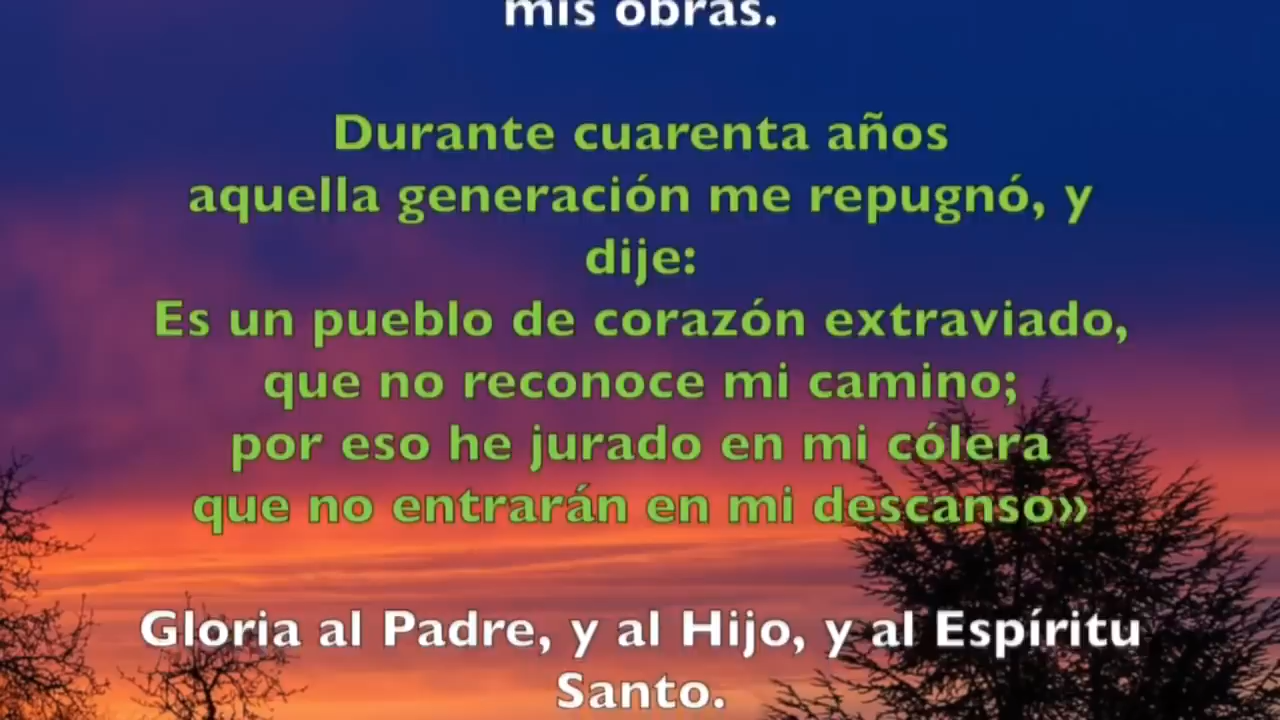 mis obras.
Durante cuarenta años
aquella generación me repugnó, y
dije:
Es un pueblo de corazón extraviado,
que no reconoce mi camino;
por eso he jurado en mi cólera
que no entrarán en mi descanso»
Gloria al Padre, y al Hijo, y al Espíritu
Santo.